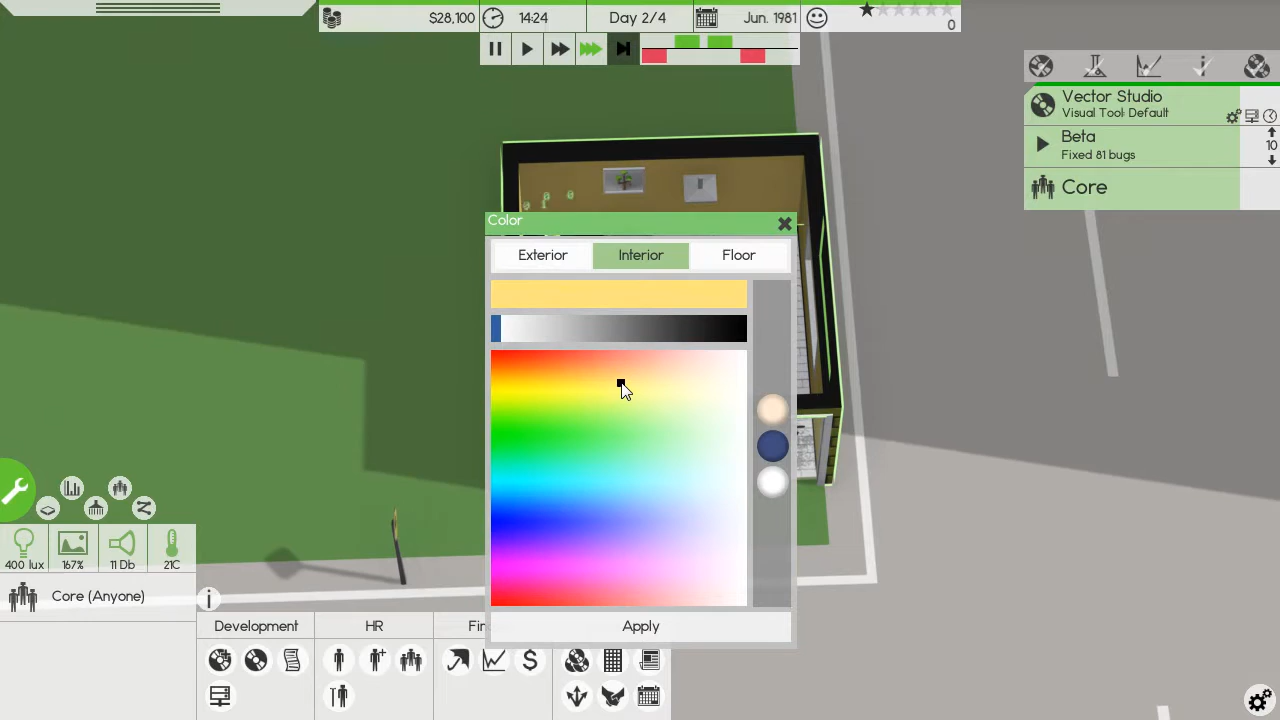 $28,100
14:24
Day 2/4
Jun. 1981
0
Vector Studio
Visual Tool: Default
Beta
10
Fixed 81 bugs
Core
Color
Exterior
Interior
Floor
400 lux
167%
11 Db
21C
Core (Anyone)
Development
HR
Fin
Apply